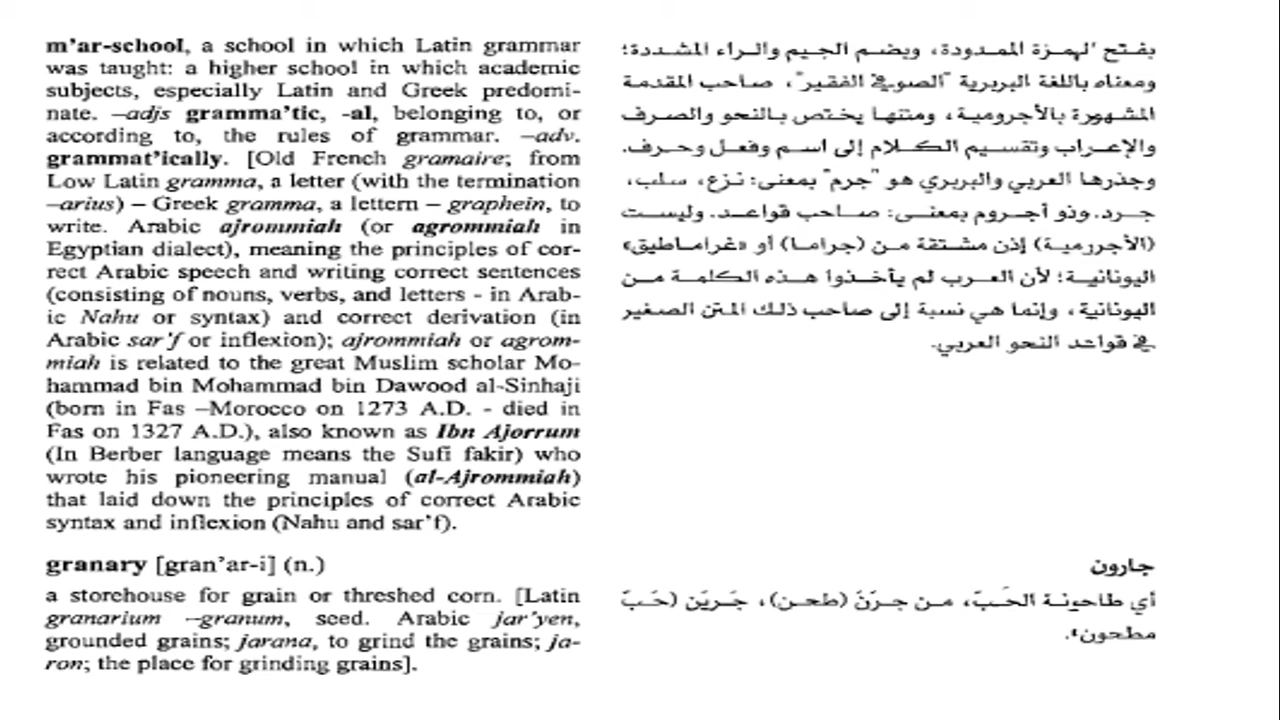 m'ar-school, a school in which Latin grammar
was taught: a higher school in which academic
subjects, especially Latin and Greek predomi-
nate. –adjs gramma'tic, -al, belonging to, or
according to, the rules of grammar. –adv.
grammat'ically. [Old French gramaire; from
Low Latin gramma, a letter (with the termination
–arius) – Greek gramma, a lettern – graphein, to
write. Arabic ajrommiah (or agrommiah in
Egyptian dialect), meaning the principles of cor-
rect Arabic speech and writing correct sentences
(consisting of nouns, verbs, and letters - in Arab-
ic Nahu or syntax) and correct derivation (in
Arabic sar'f or inflexion); ajrommiah or agrom-
miah is related to the great Muslim scholar Mo-
hammad bin Mohammad bin Dawood al-Sinhaji
(born in Fas –Morocco on 1273 A.D. - died in
Fas on 1327 A.D.), also known as Ibn Ajorrum
(In Berber language means the Sufi fakir) who
wrote his pioneering manual (al-Ajrommiah)
that laid down the principles of correct Arabic
syntax and inflexion (Nahu and sar'f).
بفتح الهمزة الممدودة، وبضم الجيم والراء المشددة؛
ومعناه باللغة البربرية "الصوفي الفقير"، صاحب المقدمة
المشهورة بالأجرومية، ومتنها يختص بالنحو والصرف
والإعراب وتقسيم الكلام إلى اسم وفعل وحرف.
وجذرها العربي والبربري هو "جرم" بمعنى: نزع، سلب،
جرد. وذو أجروم بمعنى: صاحب قواعد. وليست
(الأجررمية) إذن مشتقة من (جراما) أو «غراماطيق»
اليونانية؛ لأن العرب لم يأخذوا هذه الكلمة من
اليونانية، وإنما هي نسبة إلى صاحب ذلك المتن الصغير
في قواعد النحو العربي.
granary [gran'ar-i] (n.)
a storehouse for grain or threshed corn. [Latin
granarium –granum, seed. Arabic jar'yen,
grounded grains; jarana, to grind the grains; ja-
ron; the place for grinding grains].
جارون
أي طاحونة الحَبّ، من جرَنَ (طحن)، جَريَن (حَبّ
مطحون).